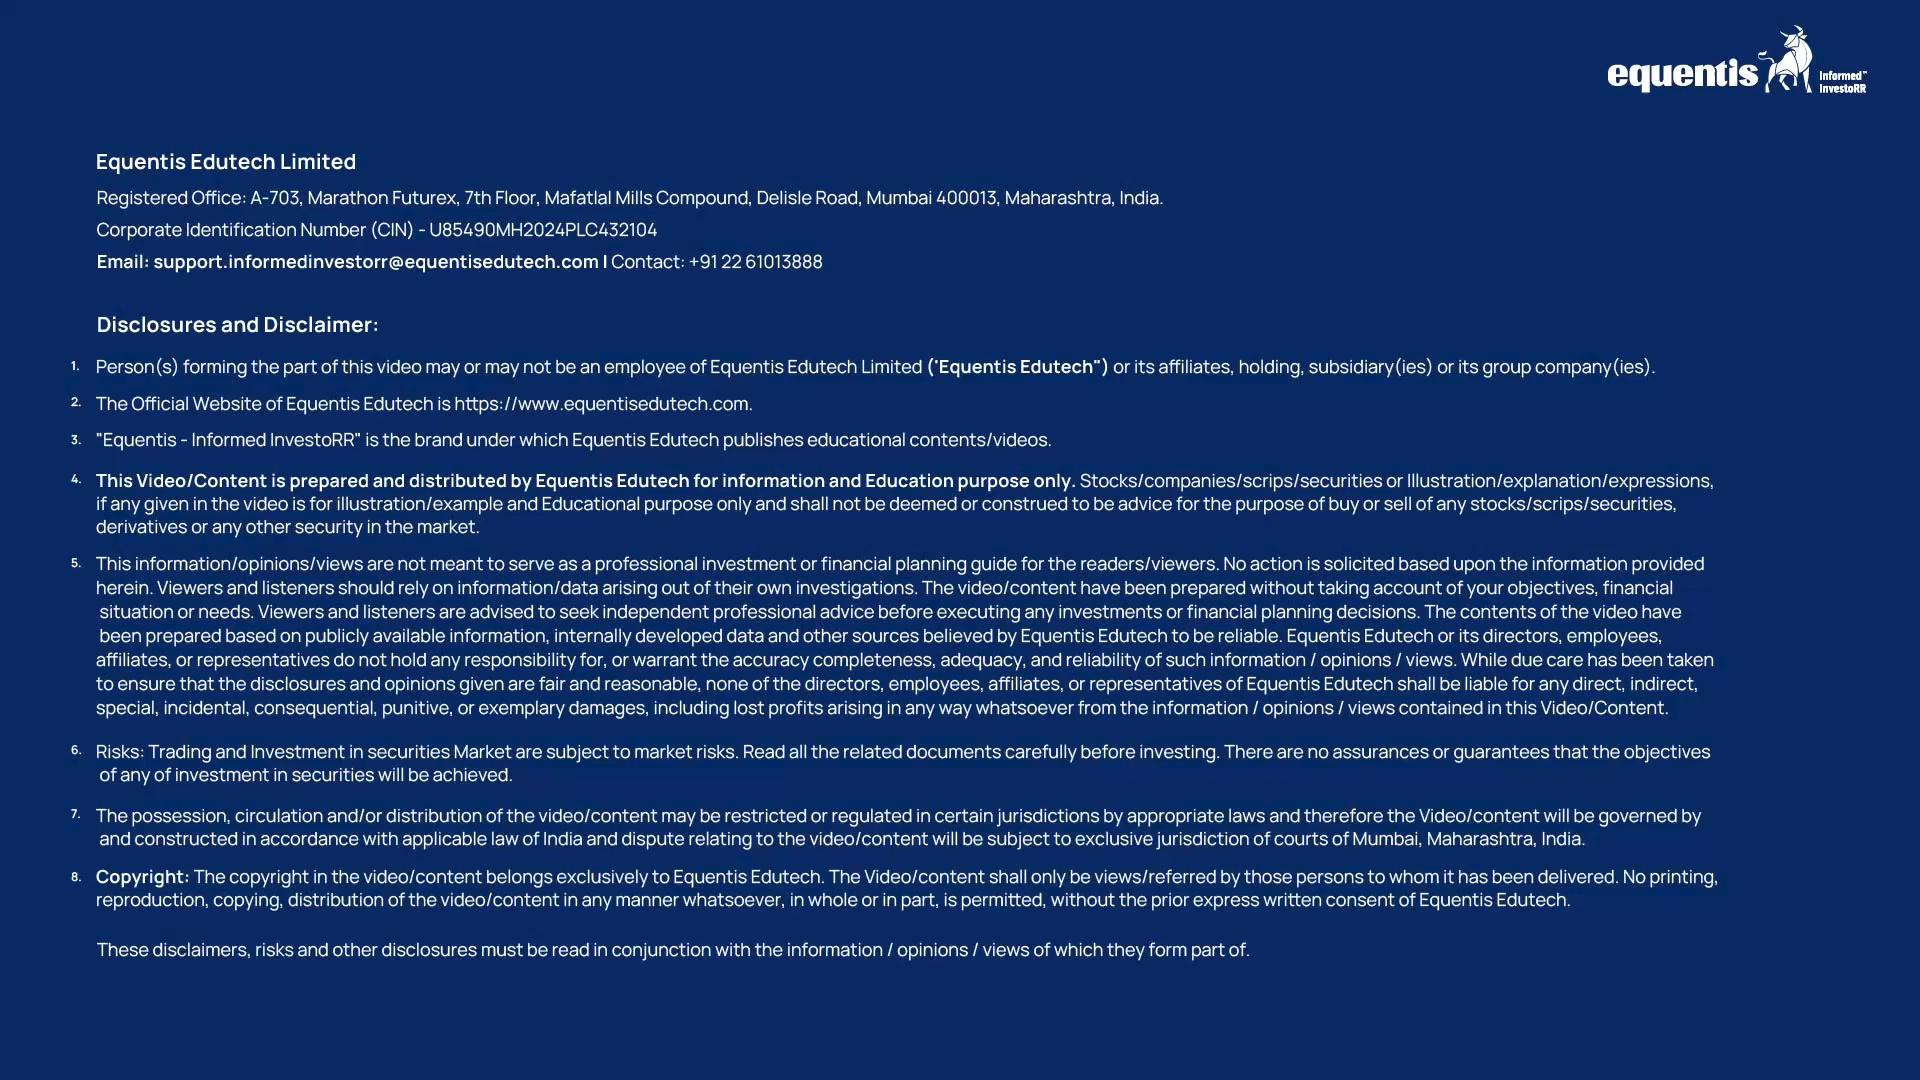 equentis Informed™
InvestoRR
Equentis Edutech Limited
Registered Office: A-703, Marathon Futurex, 7th Floor, Mafatlal Mills Compound, Delisle Road, Mumbai 400013, Maharashtra, India.
Corporate Identification Number (CIN) - U85490MH2024PLC432104
Email: support.informedinvestorr@equentisedutech.com I Contact: +91 22 61013888
Disclosures and Disclaimer:
1. Person(s) forming the part of this video may or may not be an employee of Equentis Edutech Limited ("Equentis Edutech") or its affiliates, holding, subsidiary(ies) or its group company(ies).
2. The Official Website of Equentis Edutech is https://www.equentisedutech.com.
3. "Equentis - Informed InvestoRR" is the brand under which Equentis Edutech publishes educational contents/videos.
4. This Video/Content is prepared and distributed by Equentis Edutech for information and Education purpose only. Stocks/companies/scrips/securities or Illustration/explanation/expressions,
if any given in the video is for illustration/example and Educational purpose only and shall not be deemed or construed to be advice for the purpose of buy or sell of any stocks/scrips/securities,
derivatives or any other security in the market.
5. This information/opinions/views are not meant to serve as a professional investment or financial planning guide for the readers/viewers. No action is solicited based upon the information provided
herein. Viewers and listeners should rely on information/data arising out of their own investigations. The video/content have been prepared without taking account of your objectives, financial
situation or needs. Viewers and listeners are advised to seek independent professional advice before executing any investments or financial planning decisions. The contents of the video have
been prepared based on publicly available information, internally developed data and other sources believed by Equentis Edutech to be reliable. Equentis Edutech or its directors, employees,
affiliates, or representatives do not hold any responsibility for, or warrant the accuracy completeness, adequacy, and reliability of such information / opinions / views. While due care has been taken
to ensure that the disclosures and opinions given are fair and reasonable, none of the directors, employees, affiliates, or representatives of Equentis Edutech shall be liable for any direct, indirect,
special, incidental, consequential, punitive, or exemplary damages, including lost profits arising in any way whatsoever from the information / opinions / views contained in this Video/Content.
6. Risks: Trading and Investment in securities Market are subject to market risks. Read all the related documents carefully before investing. There are no assurances or guarantees that the objectives
of any of investment in securities will be achieved.
7. The possession, circulation and/or distribution of the video/content may be restricted or regulated in certain jurisdictions by appropriate laws and therefore the Video/content will be governed by
and constructed in accordance with applicable law of India and dispute relating to the video/content will be subject to exclusive jurisdiction of courts of Mumbai, Maharashtra, India.
8. Copyright: The copyright in the video/content belongs exclusively to Equentis Edutech. The Video/content shall only be views/referred by those persons to whom it has been delivered. No printing,
reproduction, copying, distribution of the video/content in any manner whatsoever, in whole or in part, is permitted, without the prior express written consent of Equentis Edutech.
These disclaimers, risks and other disclosures must be read in conjunction with the information / opinions / views of which they form part of.